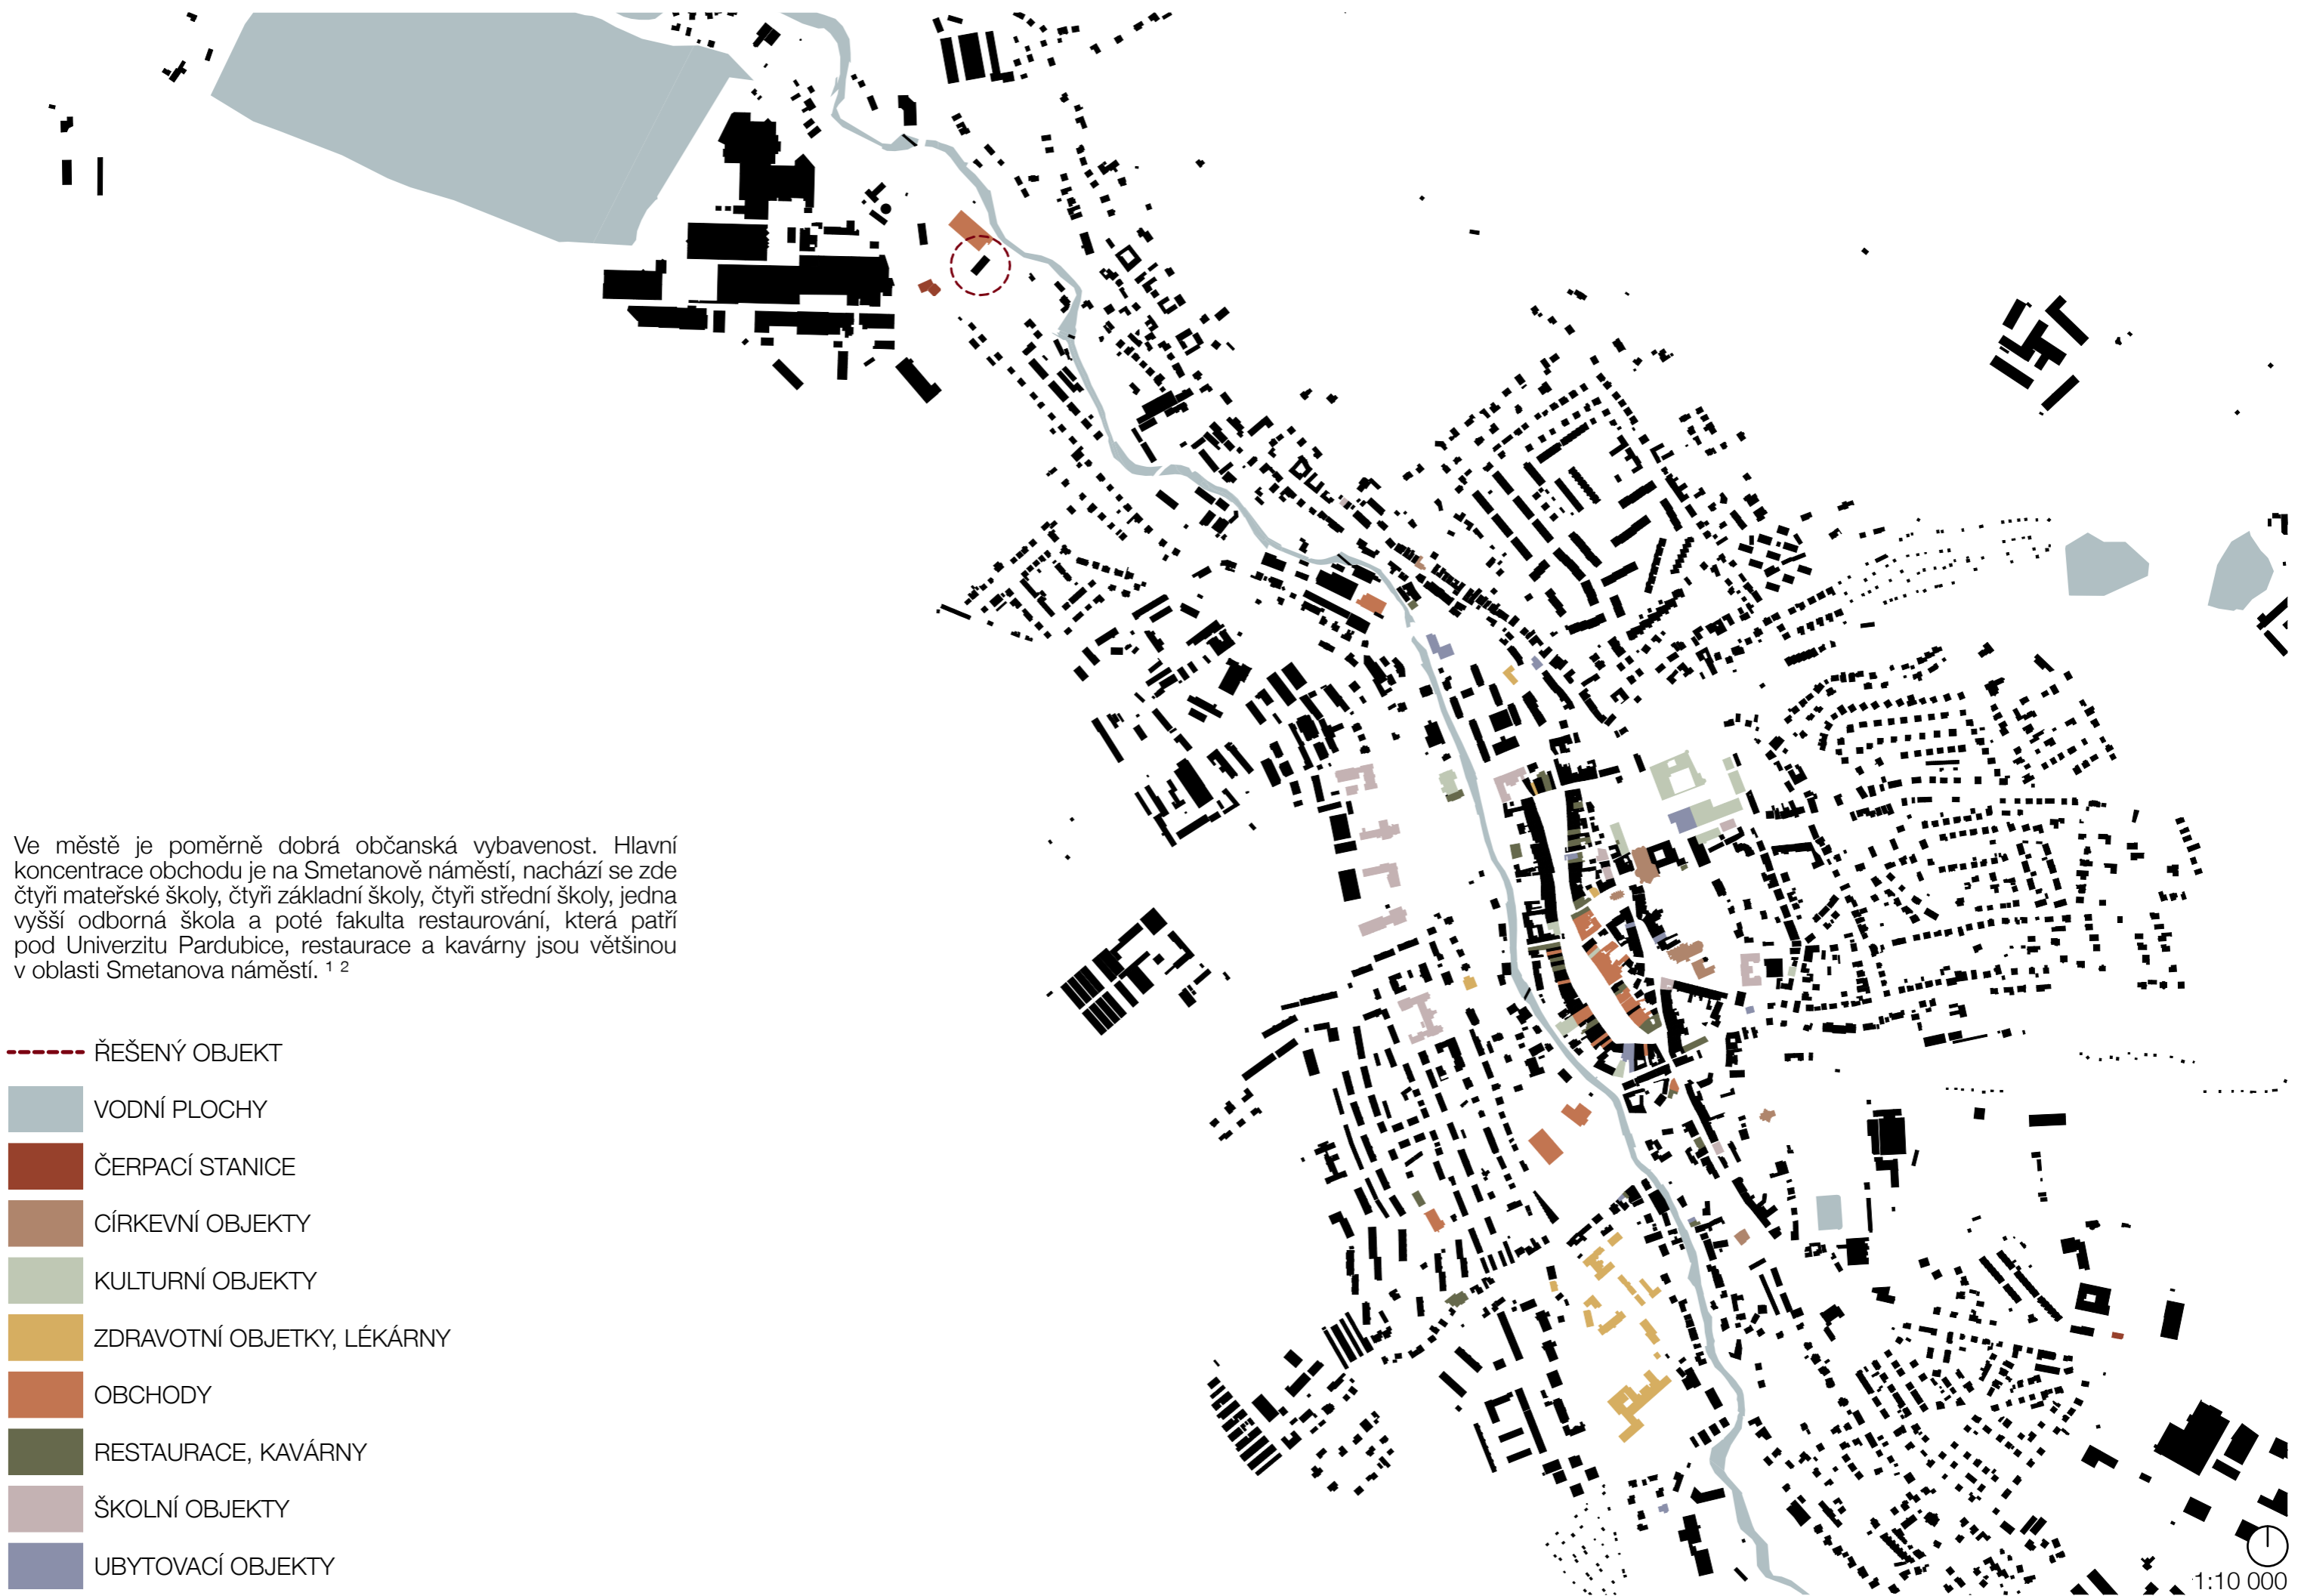 Ve městě je poměrně dobrá občanská vybavenost. Hlavní
koncentrace obchodu je na Smetanově náměstí, nachází se zde
čtyři mateřské školy, čtyři základní školy, čtyři střední školy, jedna
vyšší odborná škola a poté fakulta restaurování, která patří
pod Univerzitu Pardubice, restaurace a kavárny jsou většinou
v oblasti Smetanova náměstí. ¹ ²
ŘEŠENÝ OBJEKT
VODNÍ PLOCHY
ČERPACÍ STANICE
CÍRKEVNÍ OBJEKTY
KULTURNÍ OBJEKTY
ZDRAVOTNÍ OBJETKY, LÉKÁRNY
OBCHODY
RESTAURACE, KAVÁRNY
ŠKOLNÍ OBJEKTY
UBYTOVACÍ OBJEKTY
1:10 000